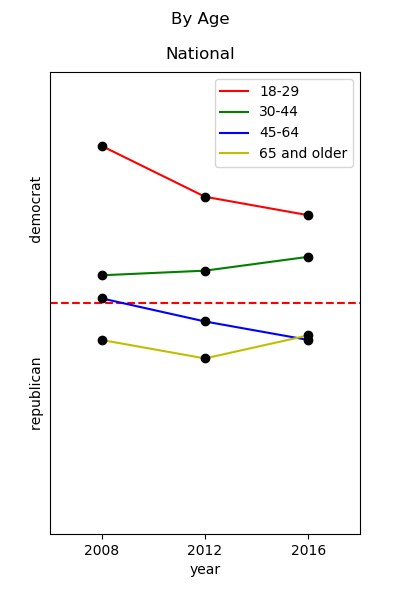 By Age
National
18-29
30-44
45-64
65 and older
democrat
republican
2008 2012 2016
year